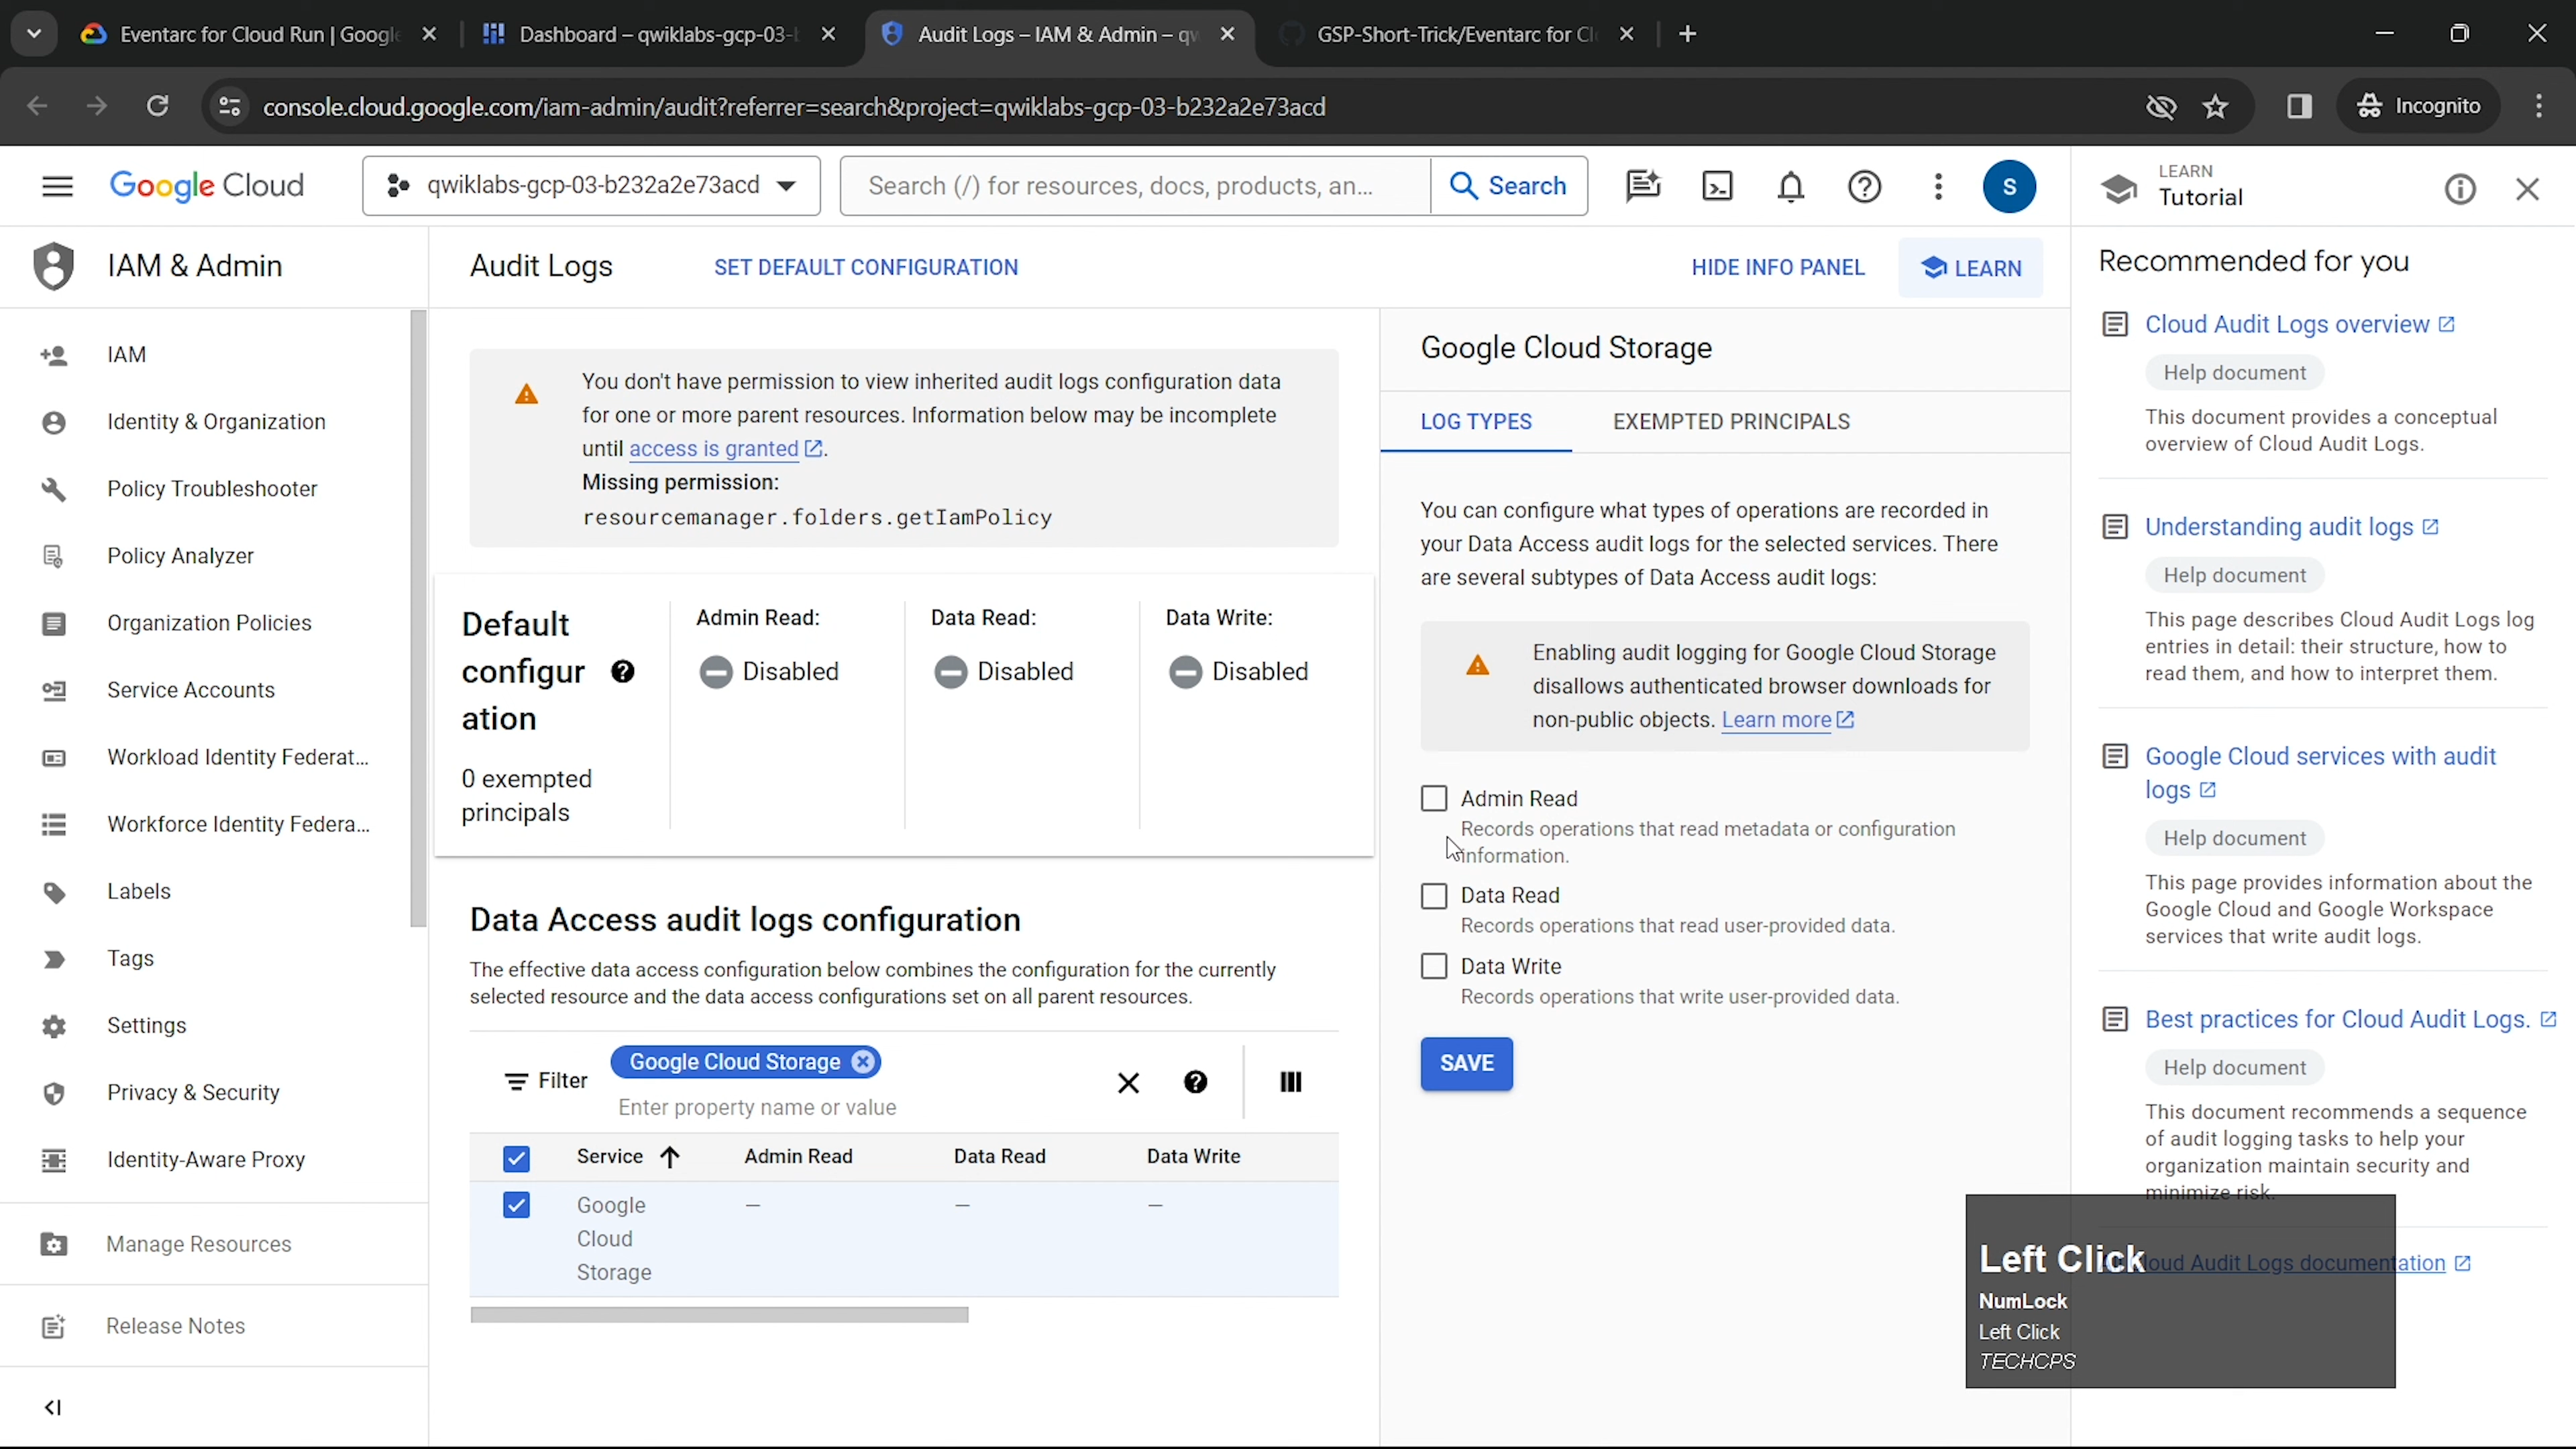 Eventarc for Cloud Run | Google
Dashboard – qwiklabs-gcp-03-
Audit Logs – IAM & Admin – qw
GSP-Short-Trick/Eventarc for Cl
console.cloud.google.com/iam-admin/audit?referrer=search&project=qwiklabs-gcp-03-b232a2e73acd
Incognito
Google Cloud
qwiklabs-gcp-03-b232a2e73acd
Search (/) for resources, docs, products, an...
Search
S
LEARN
Tutorial
IAM & Admin
Audit Logs
SET DEFAULT CONFIGURATION
HIDE INFO PANEL
LEARN
IAM
Identity & Organization
Policy Troubleshooter
Policy Analyzer
Organization Policies
Service Accounts
Workload Identity Federat...
Workforce Identity Federa...
Labels
Tags
Settings
Privacy & Security
Identity-Aware Proxy
Manage Resources
Release Notes
You don't have permission to view inherited audit logs configuration data
for one or more parent resources. Information below may be incomplete
until access is granted.
Missing permission:
resourcemanager.folders.getIamPolicy
Default
configur
ation
0 exempted
principals
Admin Read:
Disabled
Data Read:
Disabled
Data Write:
Disabled
Data Access audit logs configuration
The effective data access configuration below combines the configuration for the currently
selected resource and the data access configurations set on all parent resources.
Filter
Google Cloud Storage
Enter property name or value
Service Admin Read Data Read Data Write
Google – – –
Cloud
Storage
Google Cloud Storage
LOG TYPES
EXEMPTED PRINCIPALS
You can configure what types of operations are recorded in
your Data Access audit logs for the selected services. There
are several subtypes of Data Access audit logs:
Enabling audit logging for Google Cloud Storage
disallows authenticated browser downloads for
non-public objects. Learn more
Admin Read
Records operations that read metadata or configuration
information.
Data Read
Records operations that read user-provided data.
Data Write
Records operations that write user-provided data.
SAVE
Recommended for you
Cloud Audit Logs overview
Help document
This document provides a conceptual
overview of Cloud Audit Logs.
Understanding audit logs
Help document
This page describes Cloud Audit Logs log
entries in detail: their structure, how to
read them, and how to interpret them.
Google Cloud services with audit
logs
Help document
This page provides information about the
Google Cloud and Google Workspace
services that write audit logs.
Best practices for Cloud Audit Logs.
Help document
This document recommends a sequence
of audit logging tasks to help your
organization maintain security and
minimize risk.
Audit Logs documentation
Left Click
NumLock
Left Click
TECHCPS